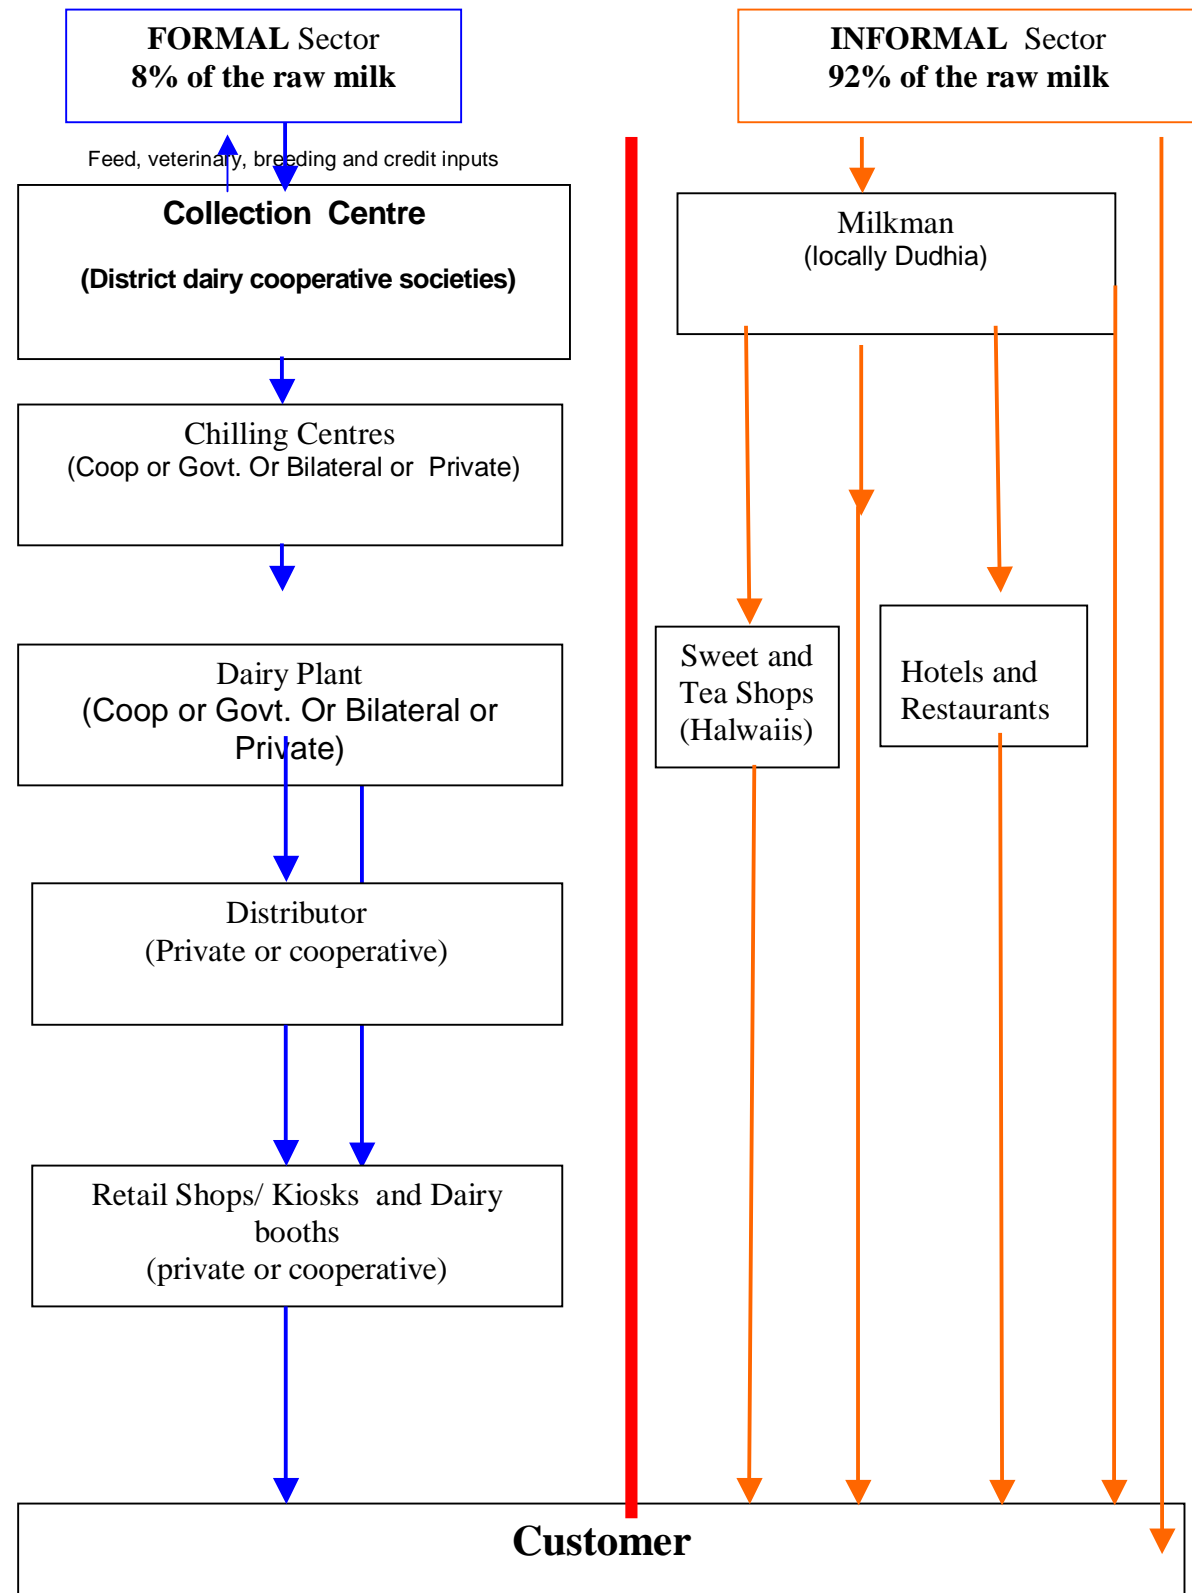 FORMAL Sector
8% of the raw milk
INFORMAL Sector
92% of the raw milk
Feed, veterinary, breeding and credit inputs
Collection Centre
(District dairy cooperative societies)
Milkman
(locally Dudhia)
Chilling Centres
(Coop or Govt. Or Bilateral or Private)
Dairy Plant
(Coop or Govt. Or Bilateral or
Private)
Sweet and
Tea Shops
(Halwaiis)
Hotels and
Restaurants
Distributor
(Private or cooperative)
Retail Shops/ Kiosks and Dairy
booths
(private or cooperative)
Customer